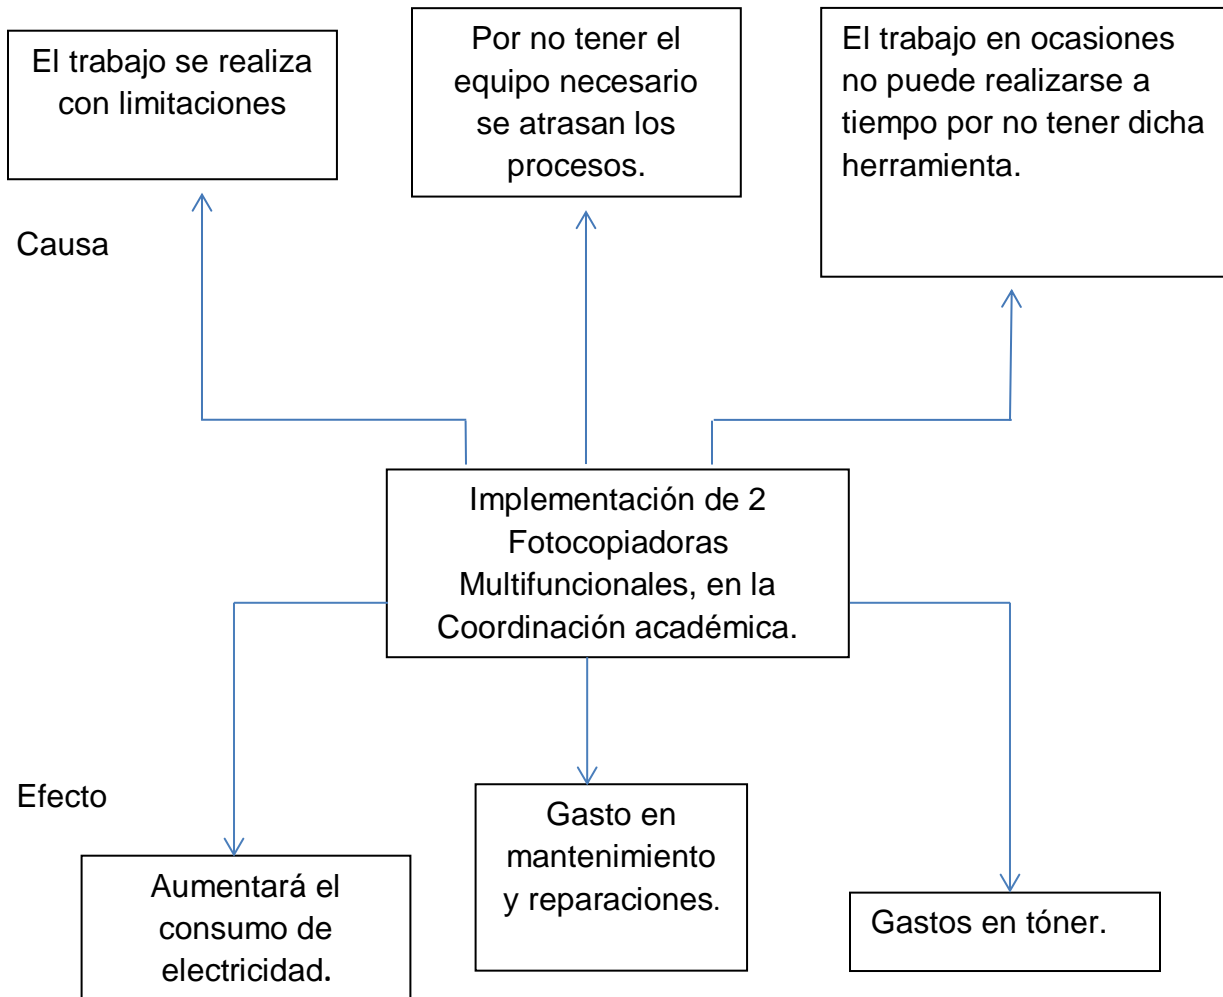 El trabajo se realiza
con limitaciones
Por no tener el
equipo necesario
se atrasan los
procesos.
El trabajo en ocasiones
no puede realizarse a
tiempo por no tener dicha
herramienta.
Causa
Implementación de 2
Fotocopiadoras
Multifuncionales, en la
Coordinación académica.
Efecto
Aumentará el
consumo de
electricidad.
Gasto en
mantenimiento
y reparaciones.
Gastos en tóner.